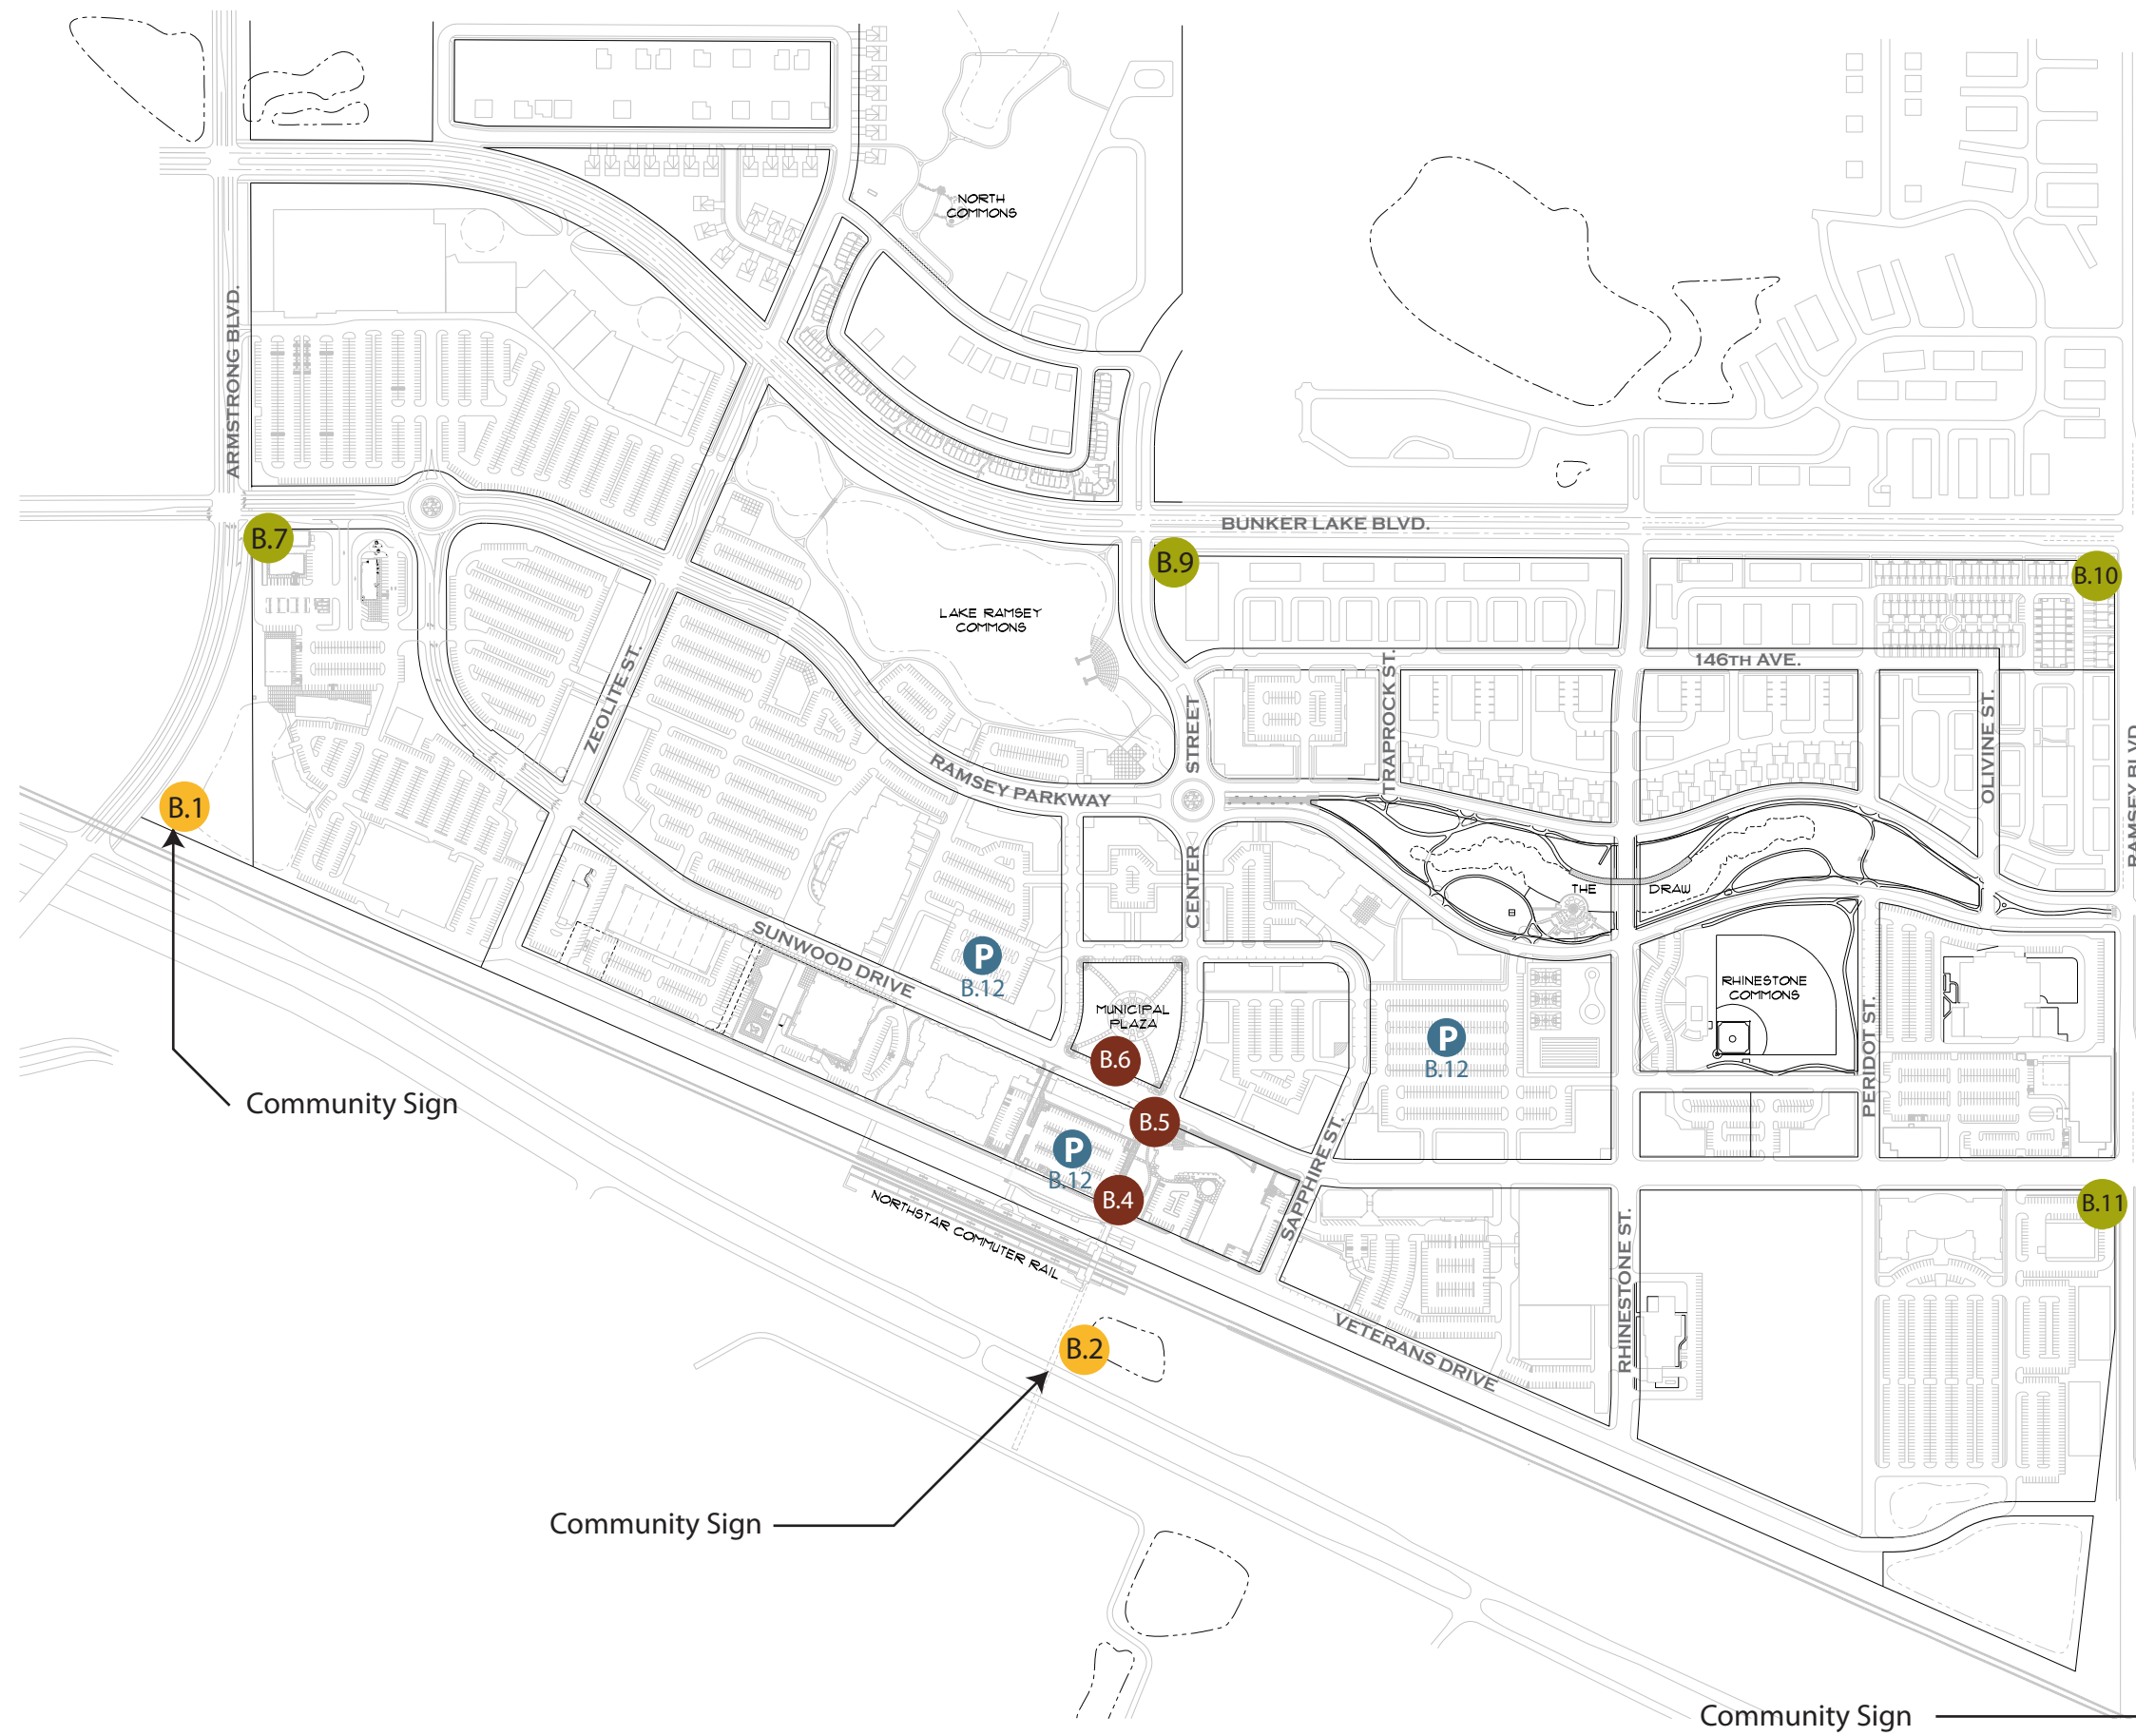 NORTH
COMMONS
ARMSTRONG BLVD.
BUNKER LAKE BLVD.
B.7
B.9
B.10
LAKE RAMSEY
COMMONS
146TH AVE.
ZEOLITE ST.
STREET
TRAPROCK ST.
OLIVINE ST.
RAMSEY BLVD.
RAMSEY PARKWAY
B.1
CENTER
THE
DRAW
SUNWOOD DRIVE
P
B.12
RHINESTONE
COMMONS
MUNICIPAL
PLAZA
P
B.12
B.6
PERIDOT ST.
Community Sign
B.5
P
B.12
B.4
SAPPHIRE ST.
B.11
NORTHSTAR COMMUTER RAIL
RHINESTONE ST.
B.2
VETERANS DRIVE
Community Sign
Community Sign